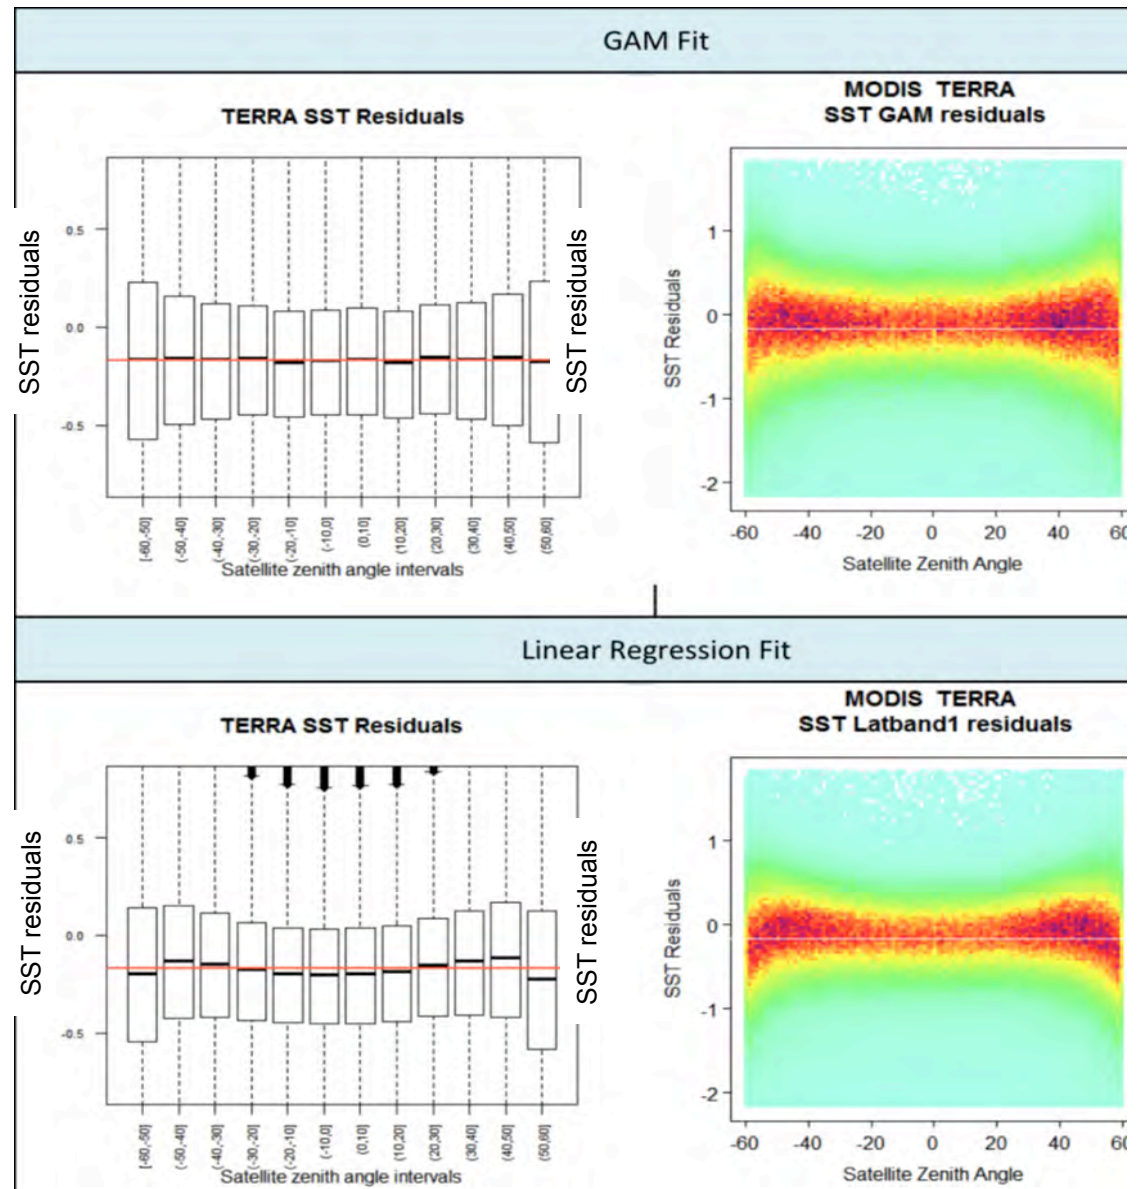 GAM Fit
TERRA SST Residuals
SST residuals
0.5
0.0
-0.5
[-60,-50]
(-50,-40]
(-40,-30]
(-30,-20]
(-20,-10]
(-10,0]
(0,10]
(10,20]
(20,30]
(30,40]
(40,50]
(50,60]
Satellite zenith angle intervals
SST residuals
MODIS TERRA
SST GAM residuals
SST Residuals
1
0
-1
-2
-60
-40
-20
0
20
40
60
Satellite Zenith Angle
Linear Regression Fit
TERRA SST Residuals
SST residuals
0.5
0.0
-0.5
[-60,-50]
(-50,-40]
(-40,-30]
(-30,-20]
(-20,-10]
(-10,0]
(0,10]
(10,20]
(20,30]
(30,40]
(40,50]
(50,60]
Satellite zenith angle intervals
SST residuals
MODIS TERRA
SST Latband1 residuals
SST Residuals
1
0
-1
-2
-60
-40
-20
0
20
40
60
Satellite Zenith Angle